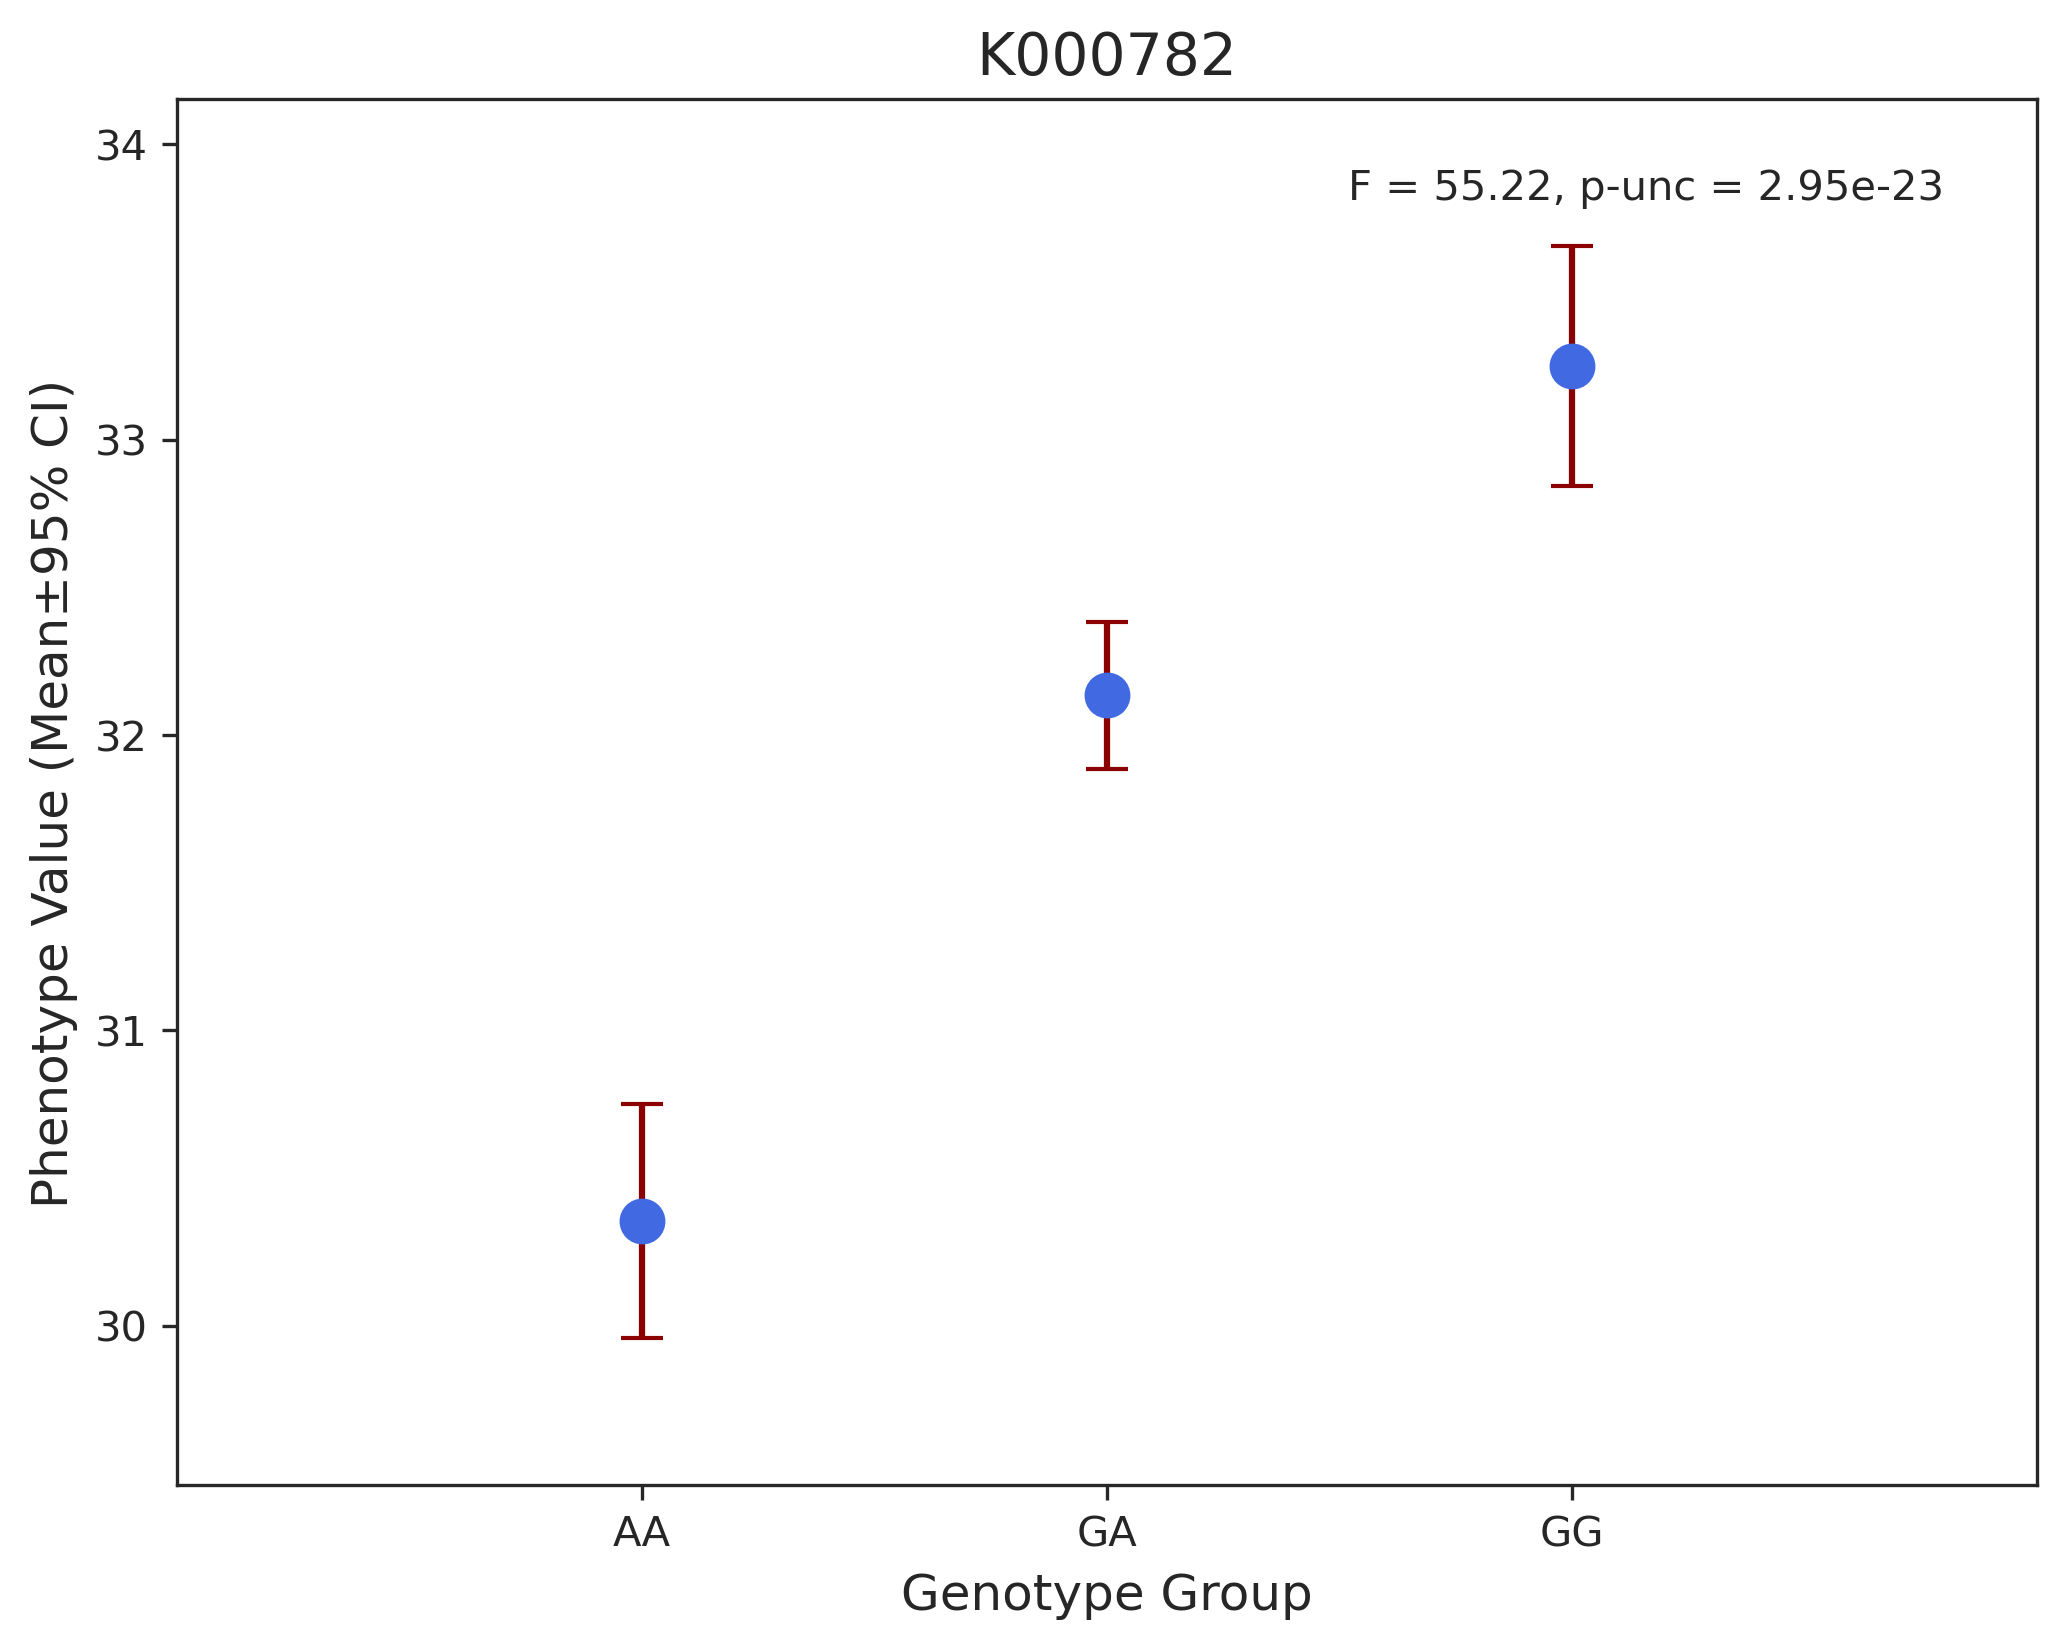 K000782
F = 55.22, p-unc = 2.95e-23
Phenotype Value (Mean±95% CI)
34
33
32
31
30
AA GA GG
Genotype Group